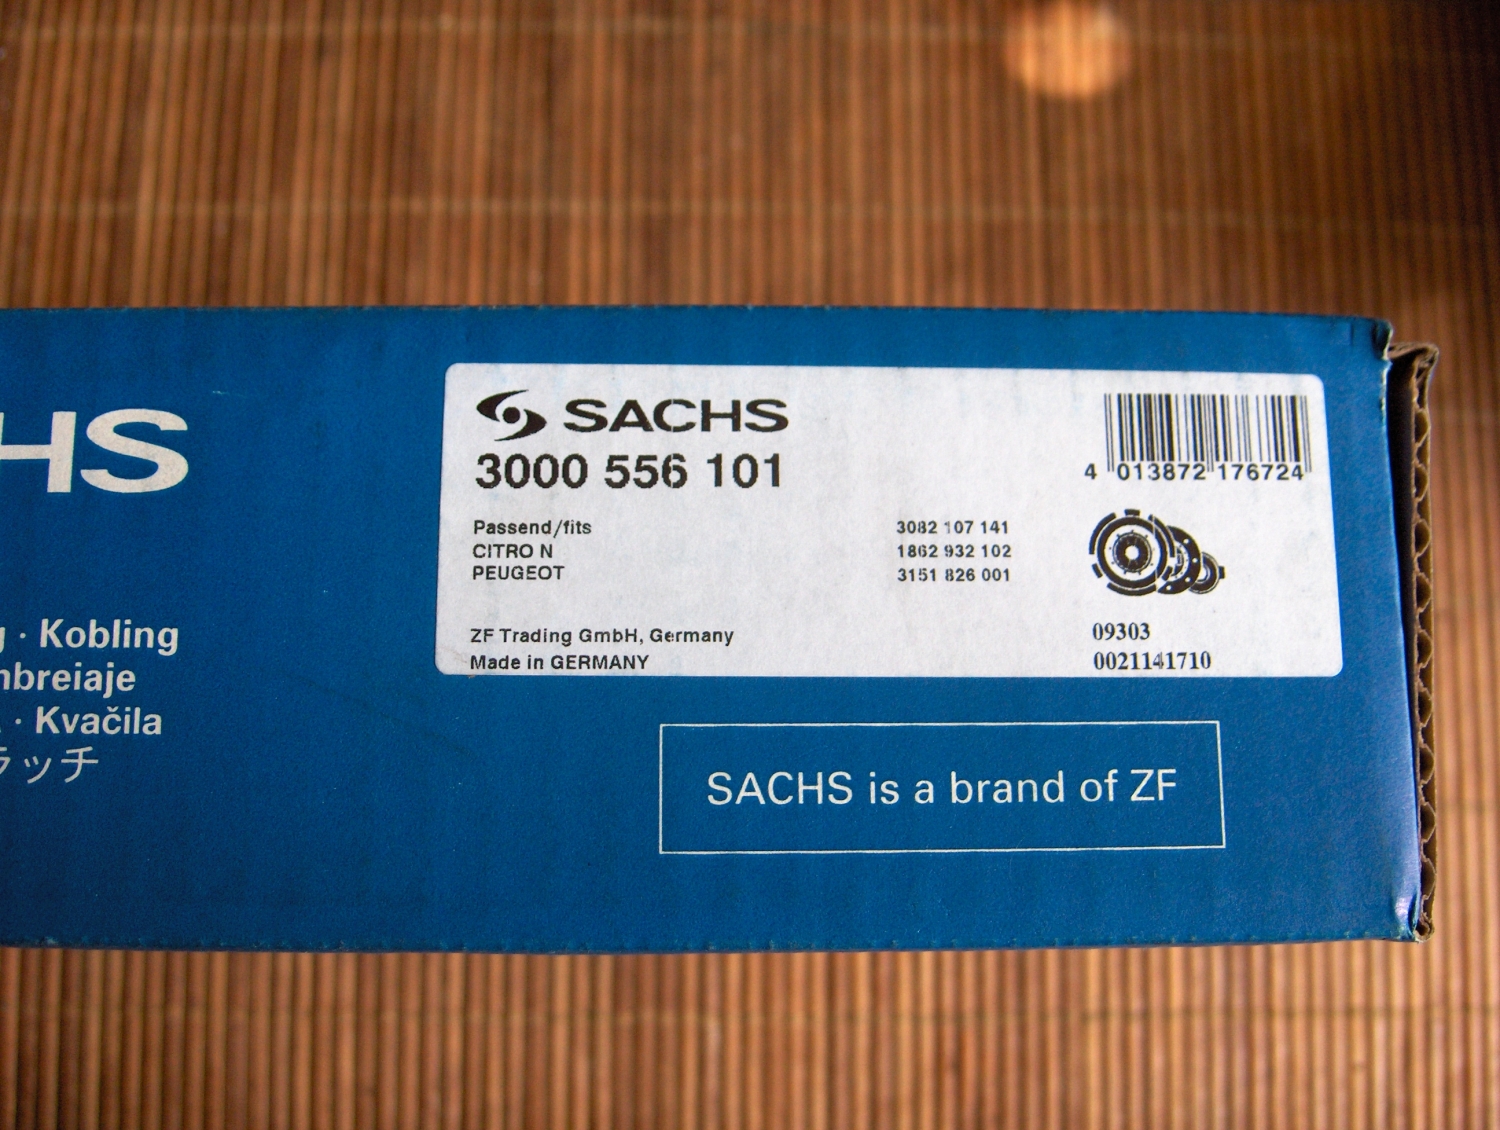 HS
· Kobling
mbreiaje
· Kvačila
ラッチ
SACHS
3000 556 101
Passend/fits
CITRO N
PEUGEOT
3082 107 141
1862 932 102
3151 826 001
ZF Trading GmbH, Germany
Made in GERMANY
4 013872 176724
09303
0021141710
SACHS is a brand of ZF